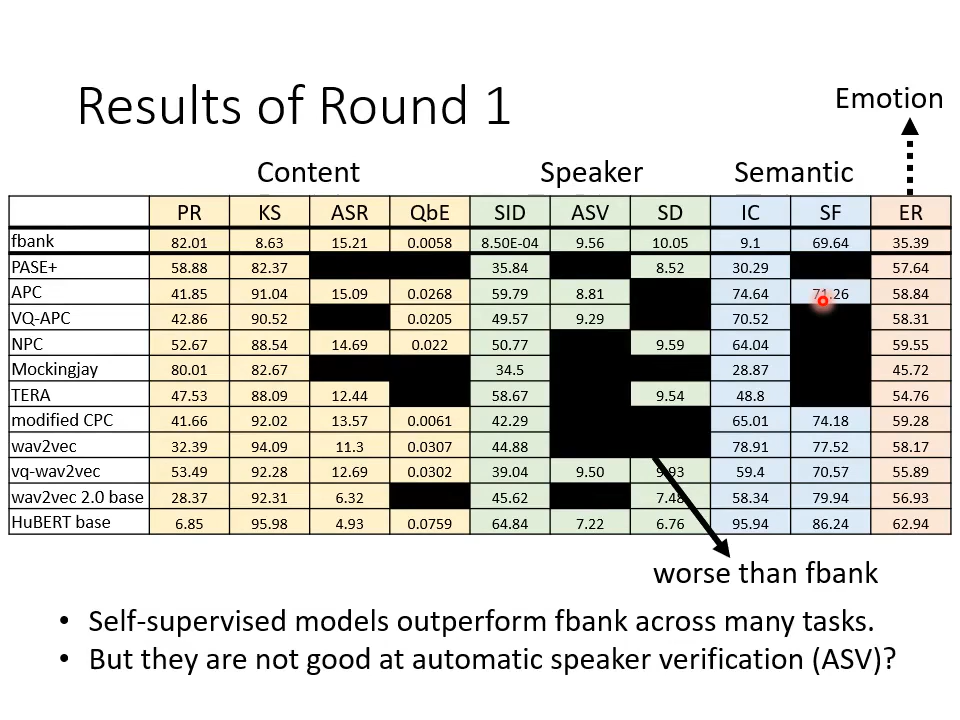 Results of Round 1
Emotion
Content Speaker Semantic
PR KS ASR QbE SID ASV SD IC SF ER
fbank 82.01 8.63 15.21 0.0058 8.50E-04 9.56 10.05 9.1 69.64 35.39
PASE+ 58.88 82.37 35.84 8.52 30.29 57.64
APC 41.85 91.04 15.09 0.0268 59.79 8.81 74.64 71.26 58.84
VQ-APC 42.86 90.52 0.0205 49.57 9.29 70.52 58.31
NPC 52.67 88.54 14.69 0.022 50.77 9.59 64.04 59.55
Mockingjay 80.01 82.67 34.5 28.87 45.72
TERA 47.53 88.09 12.44 58.67 9.54 48.8 54.76
modified CPC 41.66 92.02 13.57 0.0061 42.29 65.01 74.18 59.28
wav2vec 32.39 94.09 11.3 0.0307 44.88 78.91 77.52 58.17
vq-wav2vec 53.49 92.28 12.69 0.0302 39.04 9.50 9.93 59.4 70.57 55.89
wav2vec 2.0 base 28.37 92.31 6.32 45.62 7.48 58.34 79.94 56.93
HuBERT base 6.85 95.98 4.93 0.0759 64.84 7.22 6.76 95.94 86.24 62.94
worse than fbank
• Self-supervised models outperform fbank across many tasks.
• But they are not good at automatic speaker verification (ASV)?